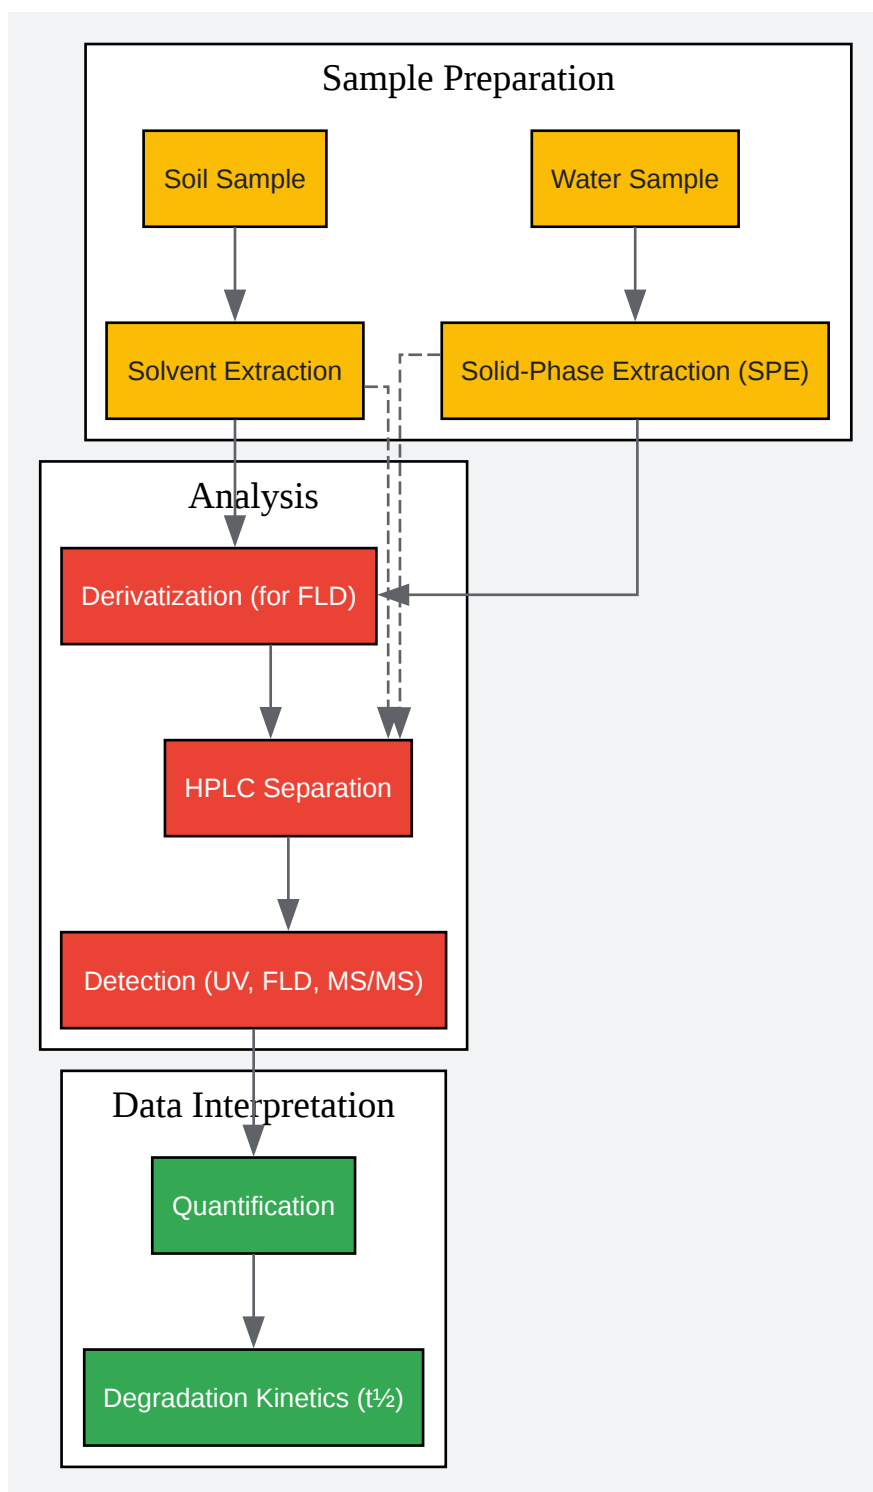 Sample Preparation
Soil Sample
Water Sample
Solvent Extraction
Solid-Phase Extraction (SPE)
Analysis
Derivatization (for FLD)
HPLC Separation
Detection (UV, FLD, MS/MS)
Data Interpretation
Quantification
Degradation Kinetics (t½)